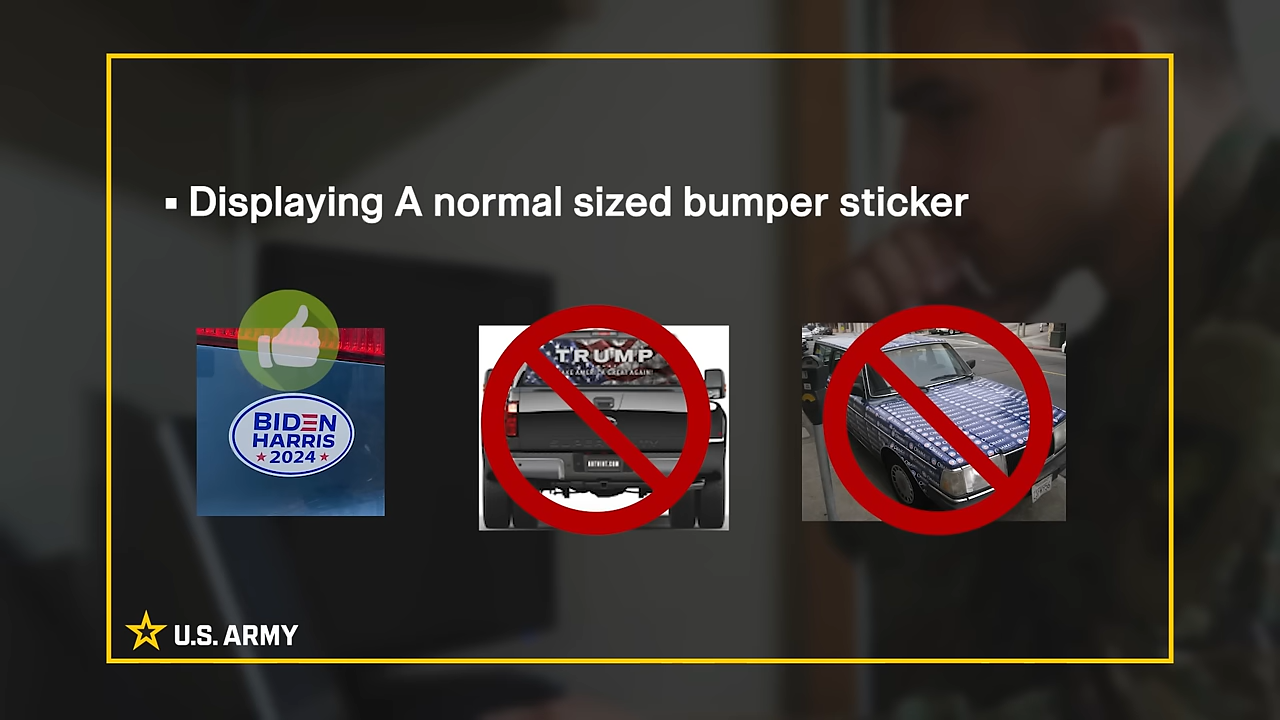 ▪ Displaying A normal sized bumper sticker
BIDEN
HARRIS
★ 2024 ★
TRUMP
U.S. ARMY